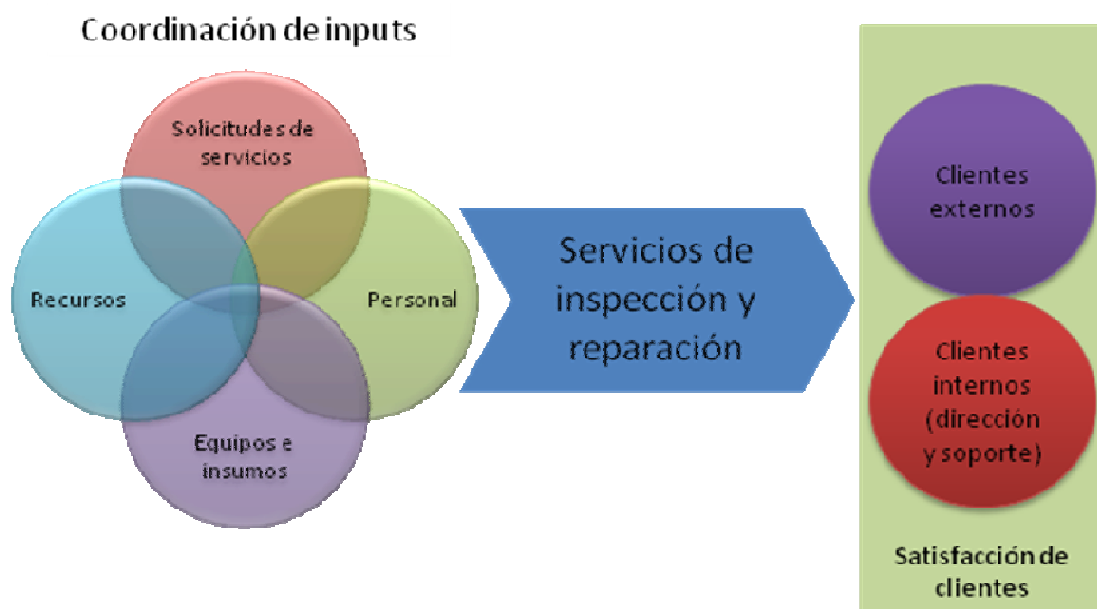 Coordinación de inputs
Solicitudes de
servicios
Recursos
Personal
Equipos e
insumos
Servicios de
inspección y
reparación
Clientes
externos
Clientes
internos
(dirección
y soporte)
Satisfacción de
clientes